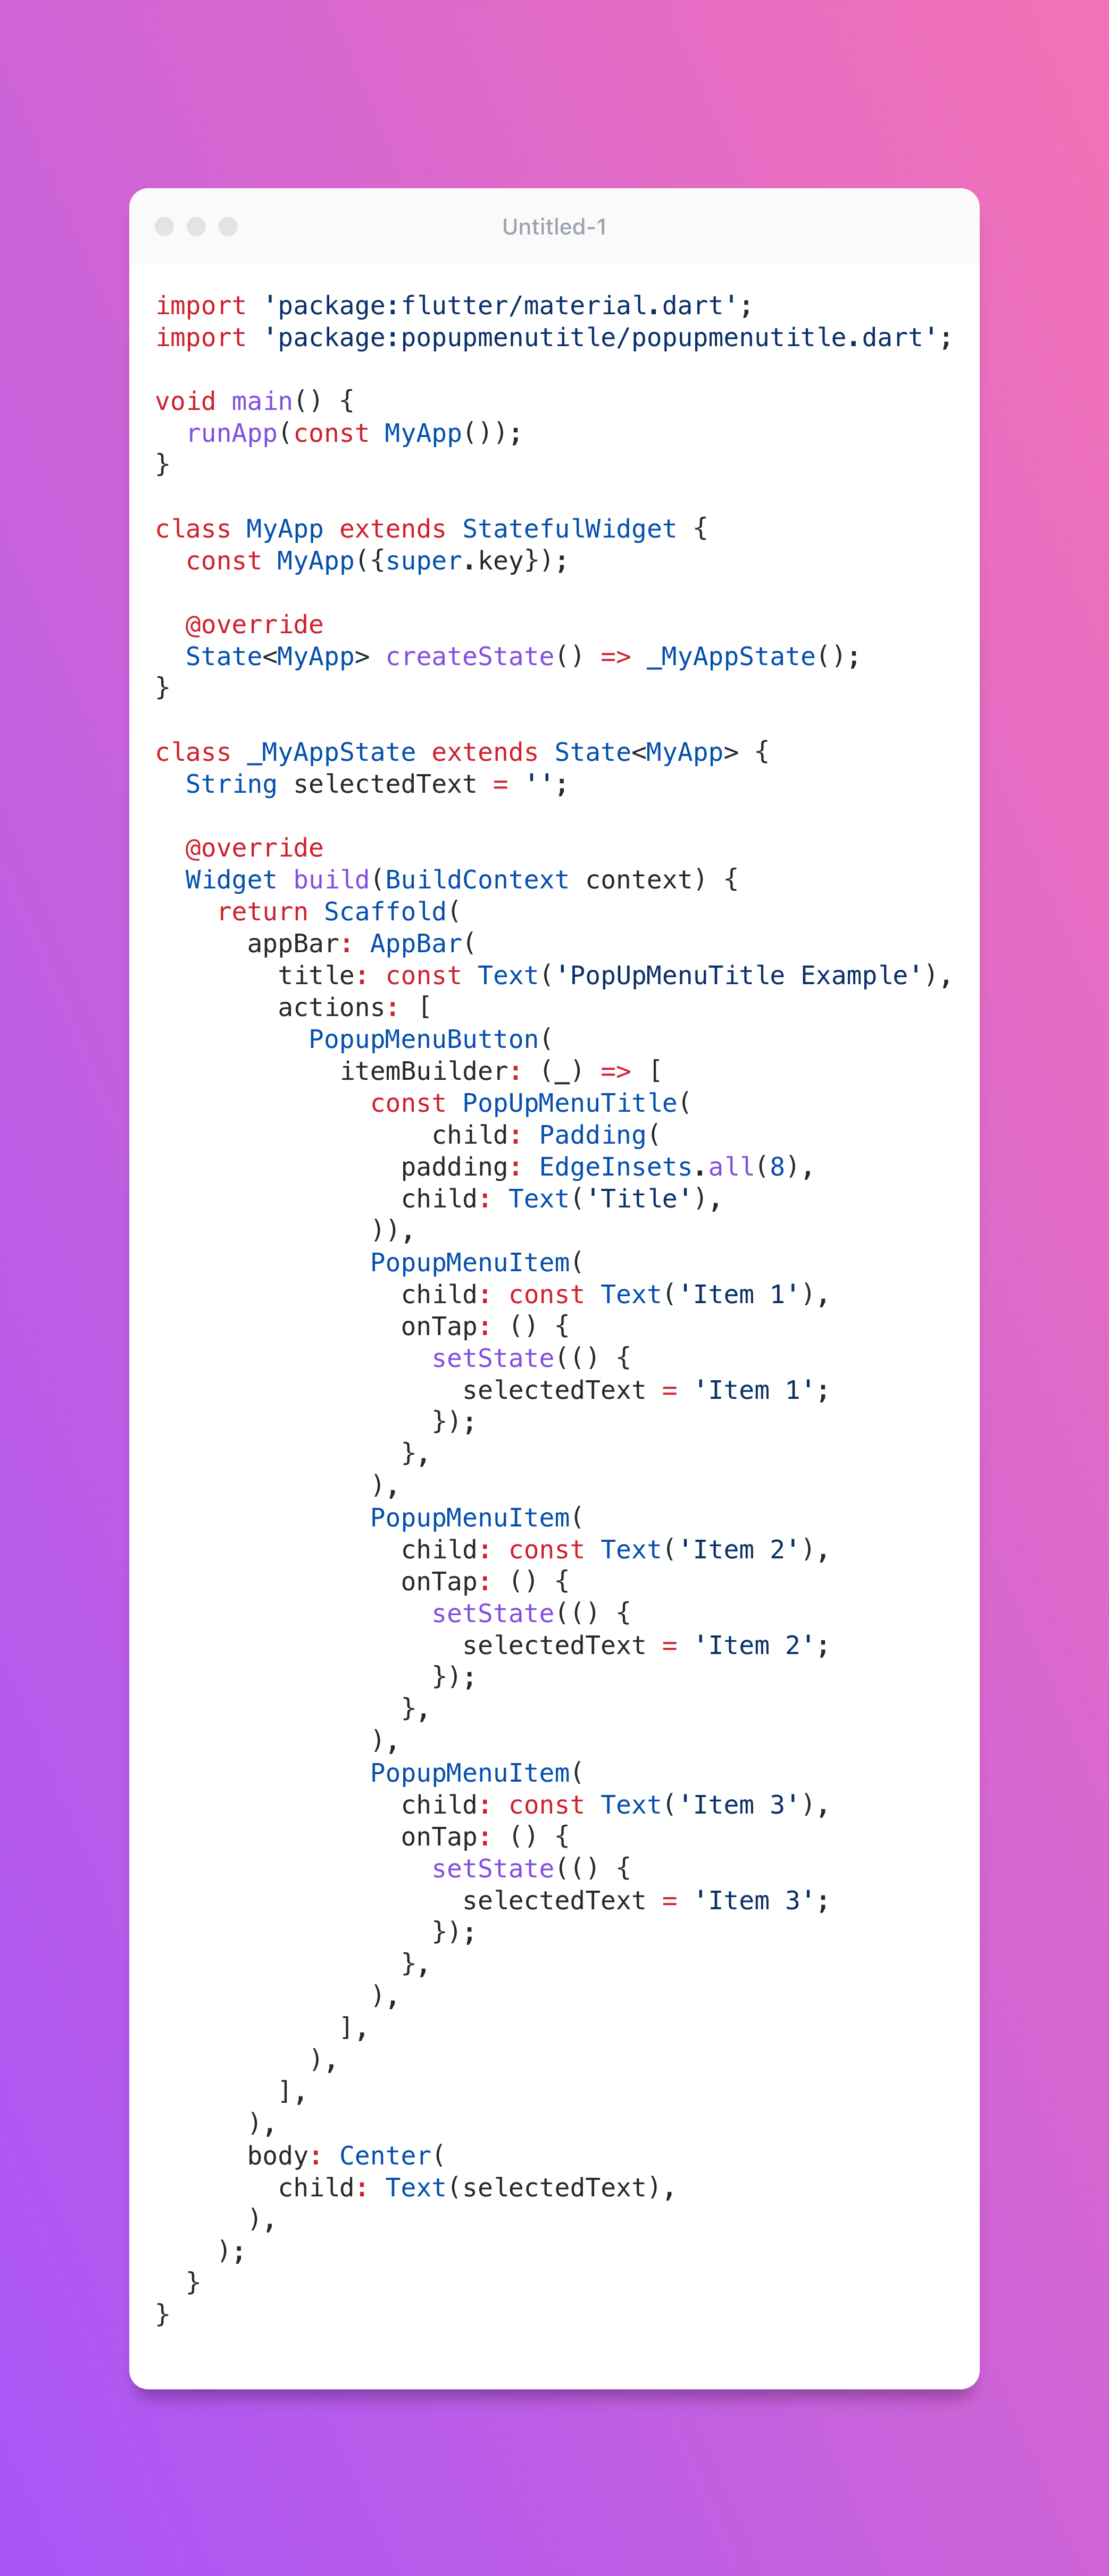 Untitled-1
import 'package:flutter/material.dart';
import 'package:popupmenutitle/popupmenutitle.dart';

void main() {
  runApp(const MyApp());
}

class MyApp extends StatefulWidget {
  const MyApp({super.key});

  @override
  State<MyApp> createState() => _MyAppState();
}

class _MyAppState extends State<MyApp> {
  String selectedText = '';

  @override
  Widget build(BuildContext context) {
    return Scaffold(
      appBar: AppBar(
        title: const Text('PopUpMenuTitle Example'),
        actions: [
          PopupMenuButton(
            itemBuilder: (_) => [
              const PopUpMenuTitle(
                  child: Padding(
                padding: EdgeInsets.all(8),
                child: Text('Title'),
              )),
              PopupMenuItem(
                child: const Text('Item 1'),
                onTap: () {
                  setState(() {
                    selectedText = 'Item 1';
                  });
                },
              ),
              PopupMenuItem(
                child: const Text('Item 2'),
                onTap: () {
                  setState(() {
                    selectedText = 'Item 2';
                  });
                },
              ),
              PopupMenuItem(
                child: const Text('Item 3'),
                onTap: () {
                  setState(() {
                    selectedText = 'Item 3';
                  });
                },
              ),
            ],
          ),
        ],
      ),
      body: Center(
        child: Text(selectedText),
      ),
    );
  }
}